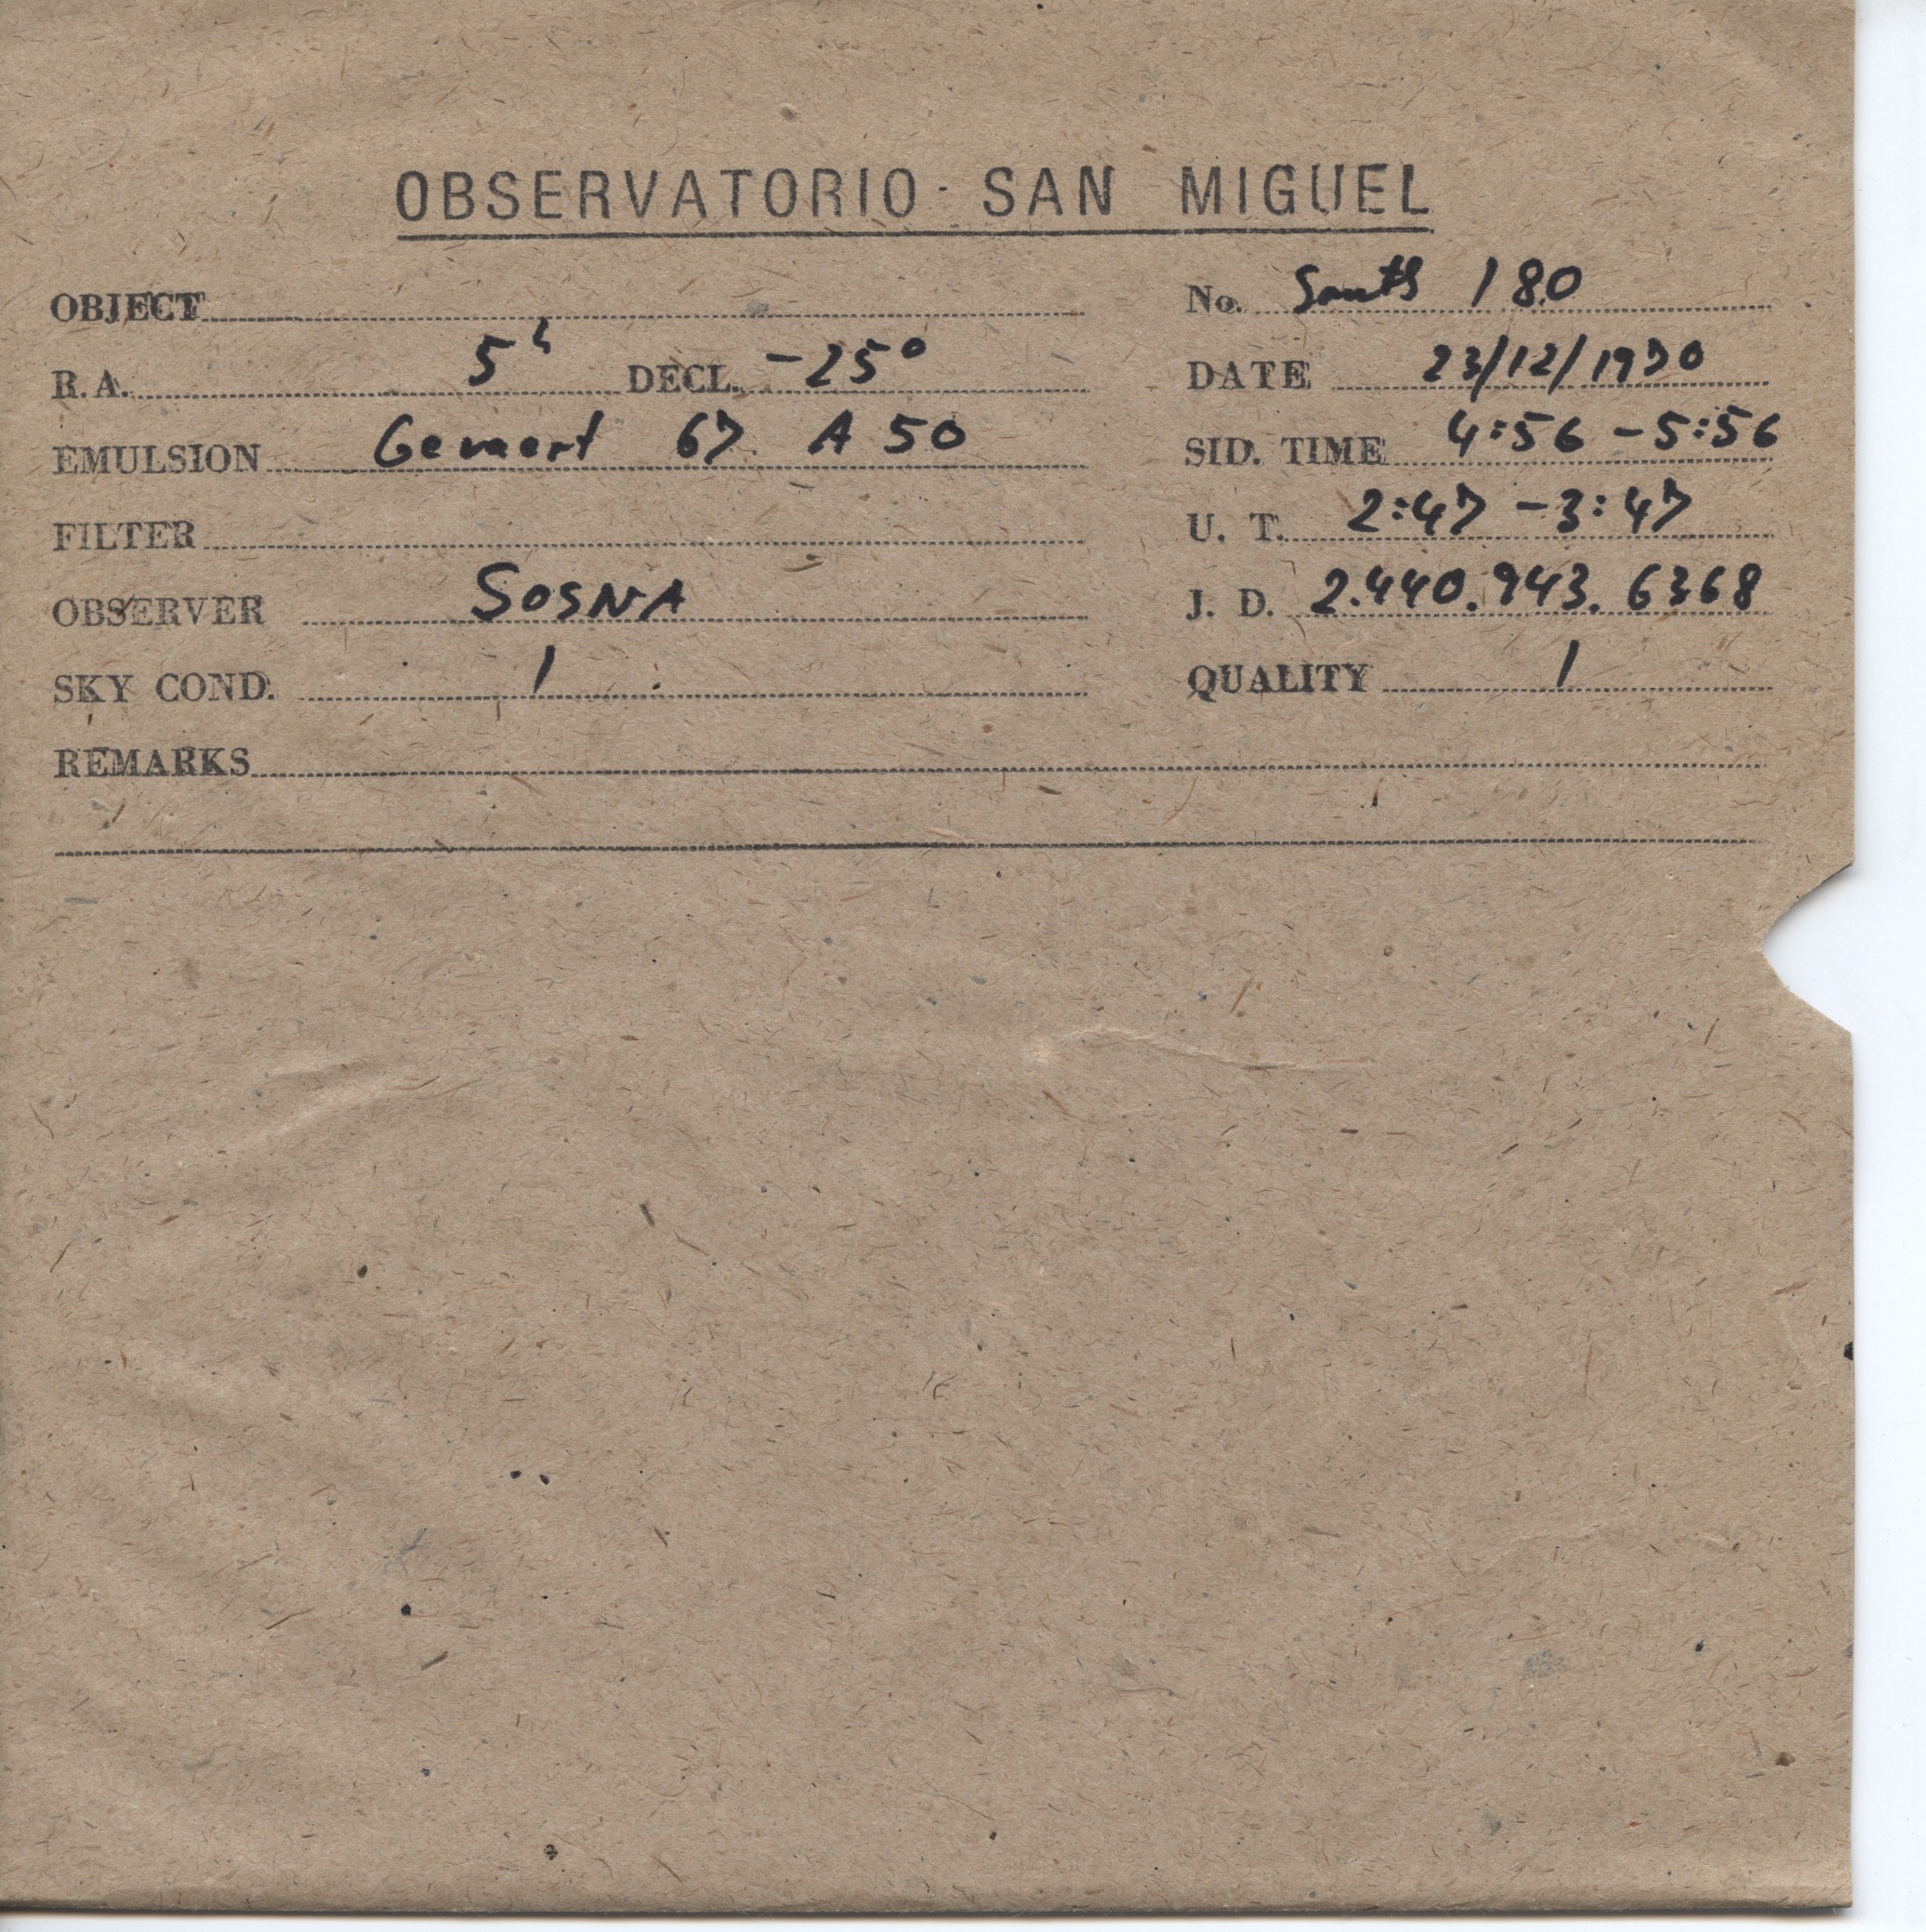 OBSERVATORIO SAN MIGUEL
OBJECT No. South 180
R.A. 5h DECL. -25° DATE 23/12/1970
EMULSION Gevaert 67 A 50 SID. TIME 4:56 - 5:56
FILTER U. T. 2:47 - 3:47
OBSERVER SOSNA J. D. 2.440.943.6368
SKY COND. 1 QUALITY 1
REMARKS